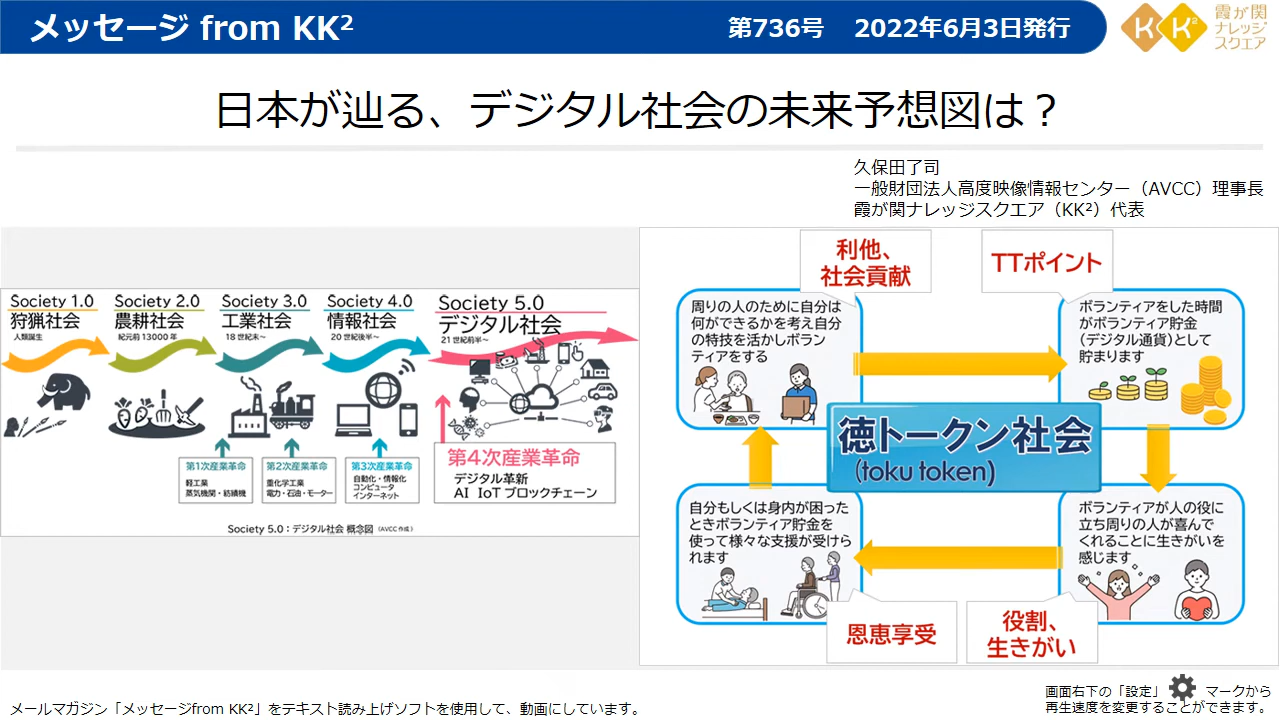 メッセージ from KK²
第736号 2022年6月3日発行
KK²
霞が関
ナレッジ
スクエア
日本が辿る、デジタル社会の未来予想図は？
久保田了司
一般財団法人高度映像情報センター（AVCC）理事長
霞が関ナレッジスクエア（KK²）代表
Society 1.0
狩猟社会
人類誕生
Society 2.0
農耕社会
紀元前 13000 年
Society 3.0
工業社会
18 世紀末～
Society 4.0
情報社会
20 世紀後半～
Society 5.0
デジタル社会
21 世紀前半～
第1次産業革命
軽工業
蒸気機関・紡績機
第2次産業革命
重化学工業
電力・石油・モーター
第3次産業革命
自動化・情報化
コンピュータ
インターネット
第4次産業革命
デジタル革新
AI IoT ブロックチェーン
Society 5.0：デジタル社会 概念図（AVCC 作成）
利他、
社会貢献
TTポイント
周りの人のために自分は
何ができるかを考え自分
の特技を活かしボラン
ティアをする
ボランティアをした時間
がボランティア貯金
（デジタル通貨）として
貯まります
徳トークン社会
(toku token)
自分もしくは身内が困った
ときボランティア貯金を
使って様々な支援が受けら
れます
ボランティアが人の役に
立ち周りの人が喜んで
くれることに生きがいを
感じます
恩恵享受
役割、
生きがい
メールマガジン「メッセージfrom KK²」をテキスト読み上げソフトを使用して、動画にしています。
画面右下の「設定」 マークから
再生速度を変更することができます。